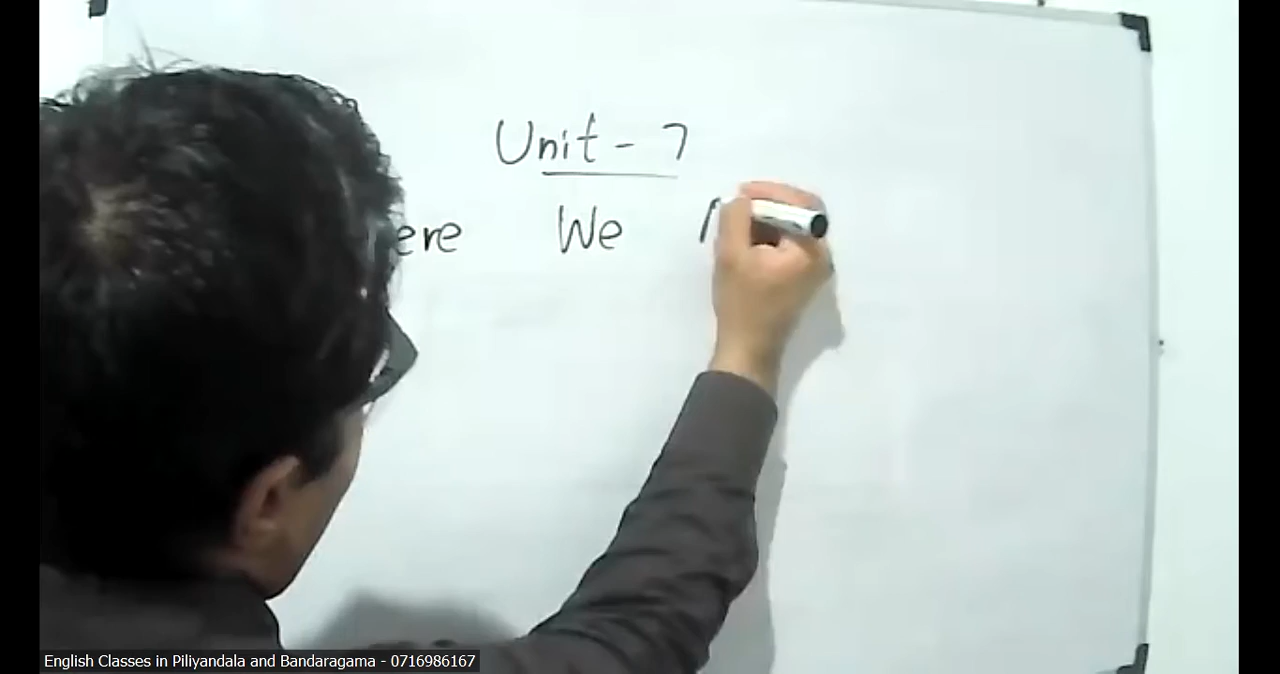 Unit - 7
ere We
English Classes in Piliyandala and Bandaragama - 0716986167